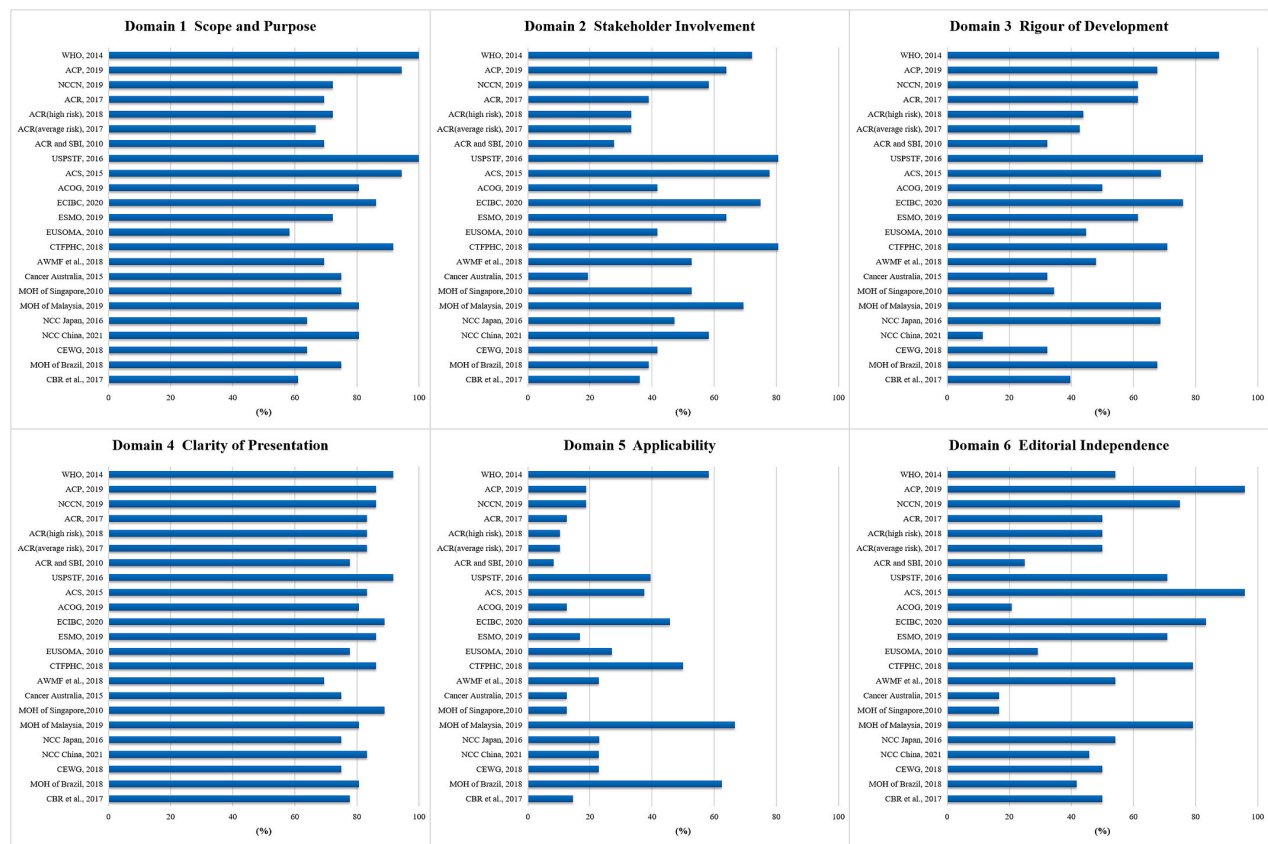 Domain 1 Scope and Purpose
WHO, 2014
ACP, 2019
NCCN, 2019
ACR, 2017
ACR(high risk), 2018
ACR(average risk), 2017
ACR and SBI, 2010
USPSTF, 2016
ACS, 2015
ACOG, 2019
ECIBC, 2020
ESMO, 2019
EUSOMA, 2010
CTFPHC, 2018
AWMF et al., 2018
Cancer Australia, 2015
MOH of Singapore,2010
MOH of Malaysia, 2019
NCC Japan, 2016
NCC China, 2021
CEWG, 2018
MOH of Brazil, 2018
CBR et al., 2017
0 20 40 60 80 100
(%)
Domain 2 Stakeholder Involvement
WHO, 2014
ACP, 2019
NCCN, 2019
ACR, 2017
ACR(high risk), 2018
ACR(average risk), 2017
ACR and SBI, 2010
USPSTF, 2016
ACS, 2015
ACOG, 2019
ECIBC, 2020
ESMO, 2019
EUSOMA, 2010
CTFPHC, 2018
AWMF et al., 2018
Cancer Australia, 2015
MOH of Singapore,2010
MOH of Malaysia, 2019
NCC Japan, 2016
NCC China, 2021
CEWG, 2018
MOH of Brazil, 2018
CBR et al., 2017
0 20 40 60 80 100
(%)
Domain 3 Rigour of Development
WHO, 2014
ACP, 2019
NCCN, 2019
ACR, 2017
ACR(high risk), 2018
ACR(average risk), 2017
ACR and SBI, 2010
USPSTF, 2016
ACS, 2015
ACOG, 2019
ECIBC, 2020
ESMO, 2019
EUSOMA, 2010
CTFPHC, 2018
AWMF et al., 2018
Cancer Australia, 2015
MOH of Singapore,2010
MOH of Malaysia, 2019
NCC Japan, 2016
NCC China, 2021
CEWG, 2018
MOH of Brazil, 2018
CBR et al., 2017
0 20 40 60 80 100
(%)
Domain 4 Clarity of Presentation
WHO, 2014
ACP, 2019
NCCN, 2019
ACR, 2017
ACR(high risk), 2018
ACR(average risk), 2017
ACR and SBI, 2010
USPSTF, 2016
ACS, 2015
ACOG, 2019
ECIBC, 2020
ESMO, 2019
EUSOMA, 2010
CTFPHC, 2018
AWMF et al., 2018
Cancer Australia, 2015
MOH of Singapore,2010
MOH of Malaysia, 2019
NCC Japan, 2016
NCC China, 2021
CEWG, 2018
MOH of Brazil, 2018
CBR et al., 2017
0 20 40 60 80 100
(%)
Domain 5 Applicability
WHO, 2014
ACP, 2019
NCCN, 2019
ACR, 2017
ACR(high risk), 2018
ACR(average risk), 2017
ACR and SBI, 2010
USPSTF, 2016
ACS, 2015
ACOG, 2019
ECIBC, 2020
ESMO, 2019
EUSOMA, 2010
CTFPHC, 2018
AWMF et al., 2018
Cancer Australia, 2015
MOH of Singapore,2010
MOH of Malaysia, 2019
NCC Japan, 2016
NCC China, 2021
CEWG, 2018
MOH of Brazil, 2018
CBR et al., 2017
0 20 40 60 80 100
(%)
Domain 6 Editorial Independence
WHO, 2014
ACP, 2019
NCCN, 2019
ACR, 2017
ACR(high risk), 2018
ACR(average risk), 2017
ACR and SBI, 2010
USPSTF, 2016
ACS, 2015
ACOG, 2019
ECIBC, 2020
ESMO, 2019
EUSOMA, 2010
CTFPHC, 2018
AWMF et al., 2018
Cancer Australia, 2015
MOH of Singapore,2010
MOH of Malaysia, 2019
NCC Japan, 2016
NCC China, 2021
CEWG, 2018
MOH of Brazil, 2018
CBR et al., 2017
0 20 40 60 80 100
(%)